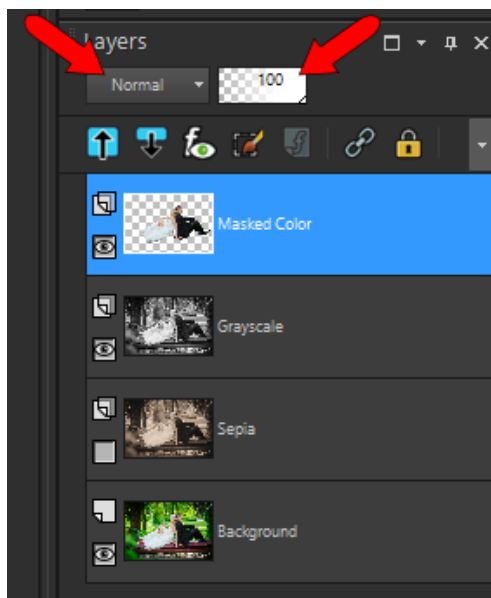 Layers
Normal
100
Masked Color
Grayscale
Sepia
Background